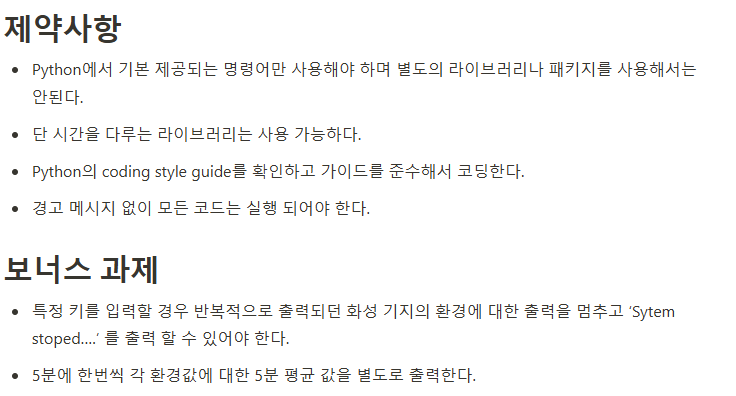 제약사항
Python에서 기본 제공되는 명령어만 사용해야 하며 별도의 라이브러리나 패키지를 사용해서는
안된다.
단 시간을 다루는 라이브러리는 사용 가능하다.
Python의 coding style guide를 확인하고 가이드를 준수해서 코딩한다.
경고 메시지 없이 모든 코드는 실행 되어야 한다.
보너스 과제
특정 키를 입력할 경우 반복적으로 출력되던 화성 기지의 환경에 대한 출력을 멈추고 ‘Sytem
stoped….’ 를 출력 할 수 있어야 한다.
5분에 한번씩 각 환경값에 대한 5분 평균 값을 별도로 출력한다.